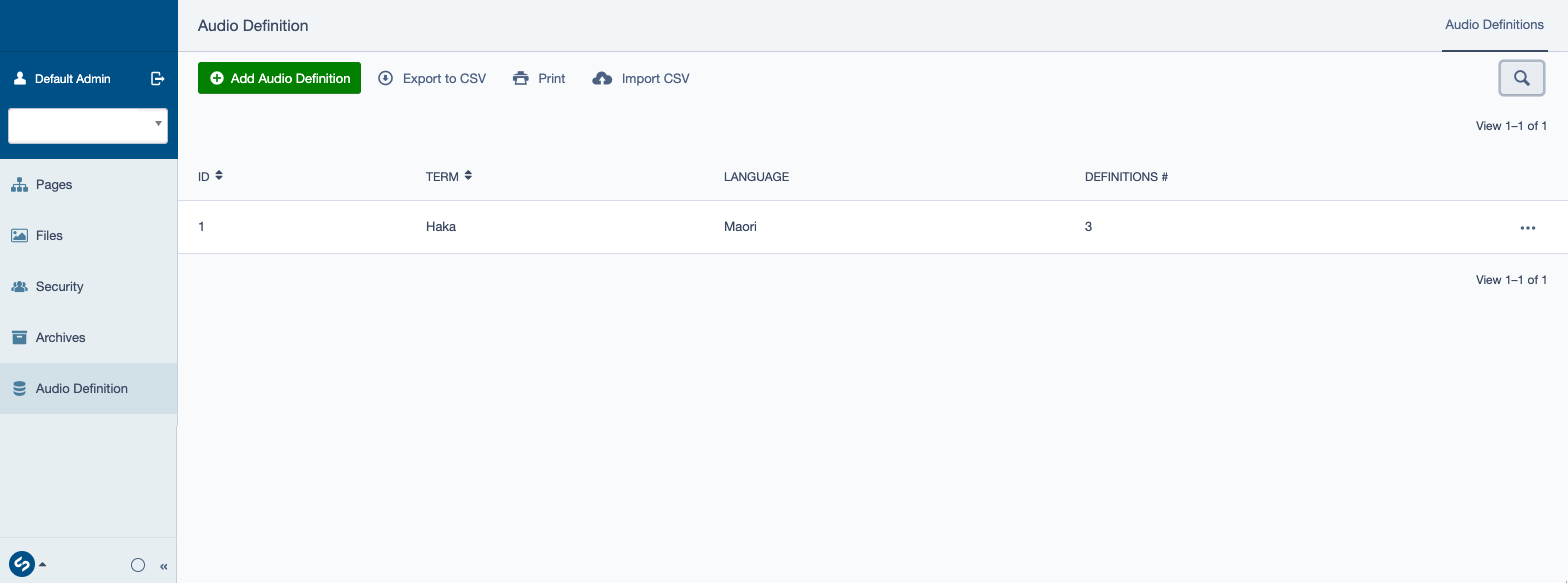 Audio Definition
Audio Definitions
Default Admin
Add Audio Definition
Export to CSV
Print
Import CSV
View 1–1 of 1
ID
TERM
LANGUAGE
DEFINITIONS #
1
Haka
Maori
3
View 1–1 of 1
Pages
Files
Security
Archives
Audio Definition